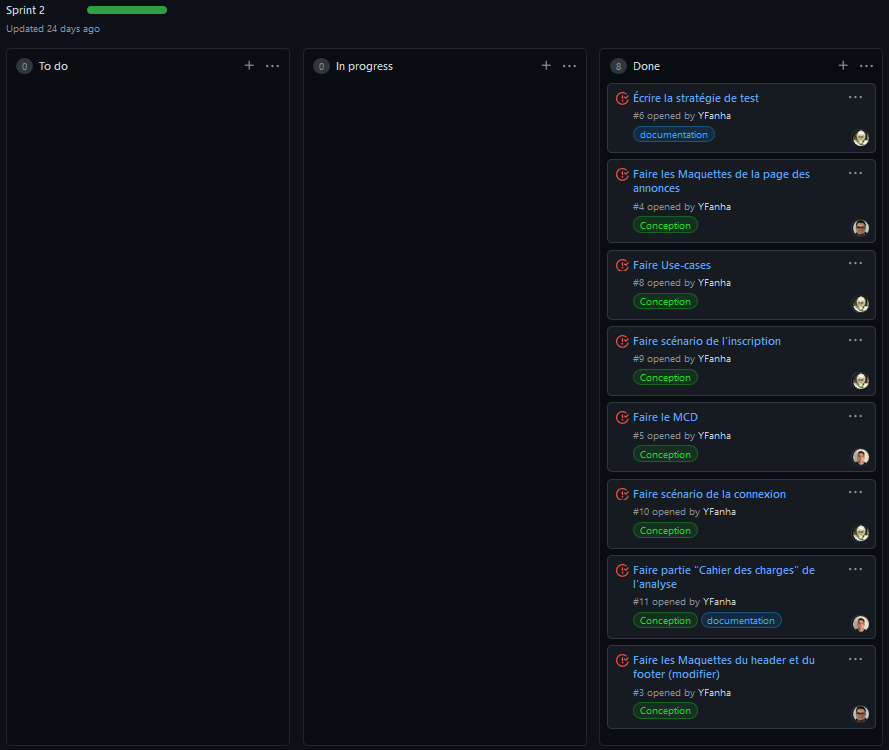 Sprint 2
Updated 24 days ago
0 To do
0 In progress
8 Done
Écrire la stratégie de test
#6 opened by YFanha
documentation
Faire les Maquettes de la page des
annonces
#4 opened by YFanha
Conception
Faire Use-cases
#8 opened by YFanha
Conception
Faire scénario de l'inscription
#9 opened by YFanha
Conception
Faire le MCD
#5 opened by YFanha
Conception
Faire scénario de la connexion
#10 opened by YFanha
Conception
Faire partie "Cahier des charges" de
l'analyse
#11 opened by YFanha
Conception documentation
Faire les Maquettes du header et du
footer (modifier)
#3 opened by YFanha
Conception